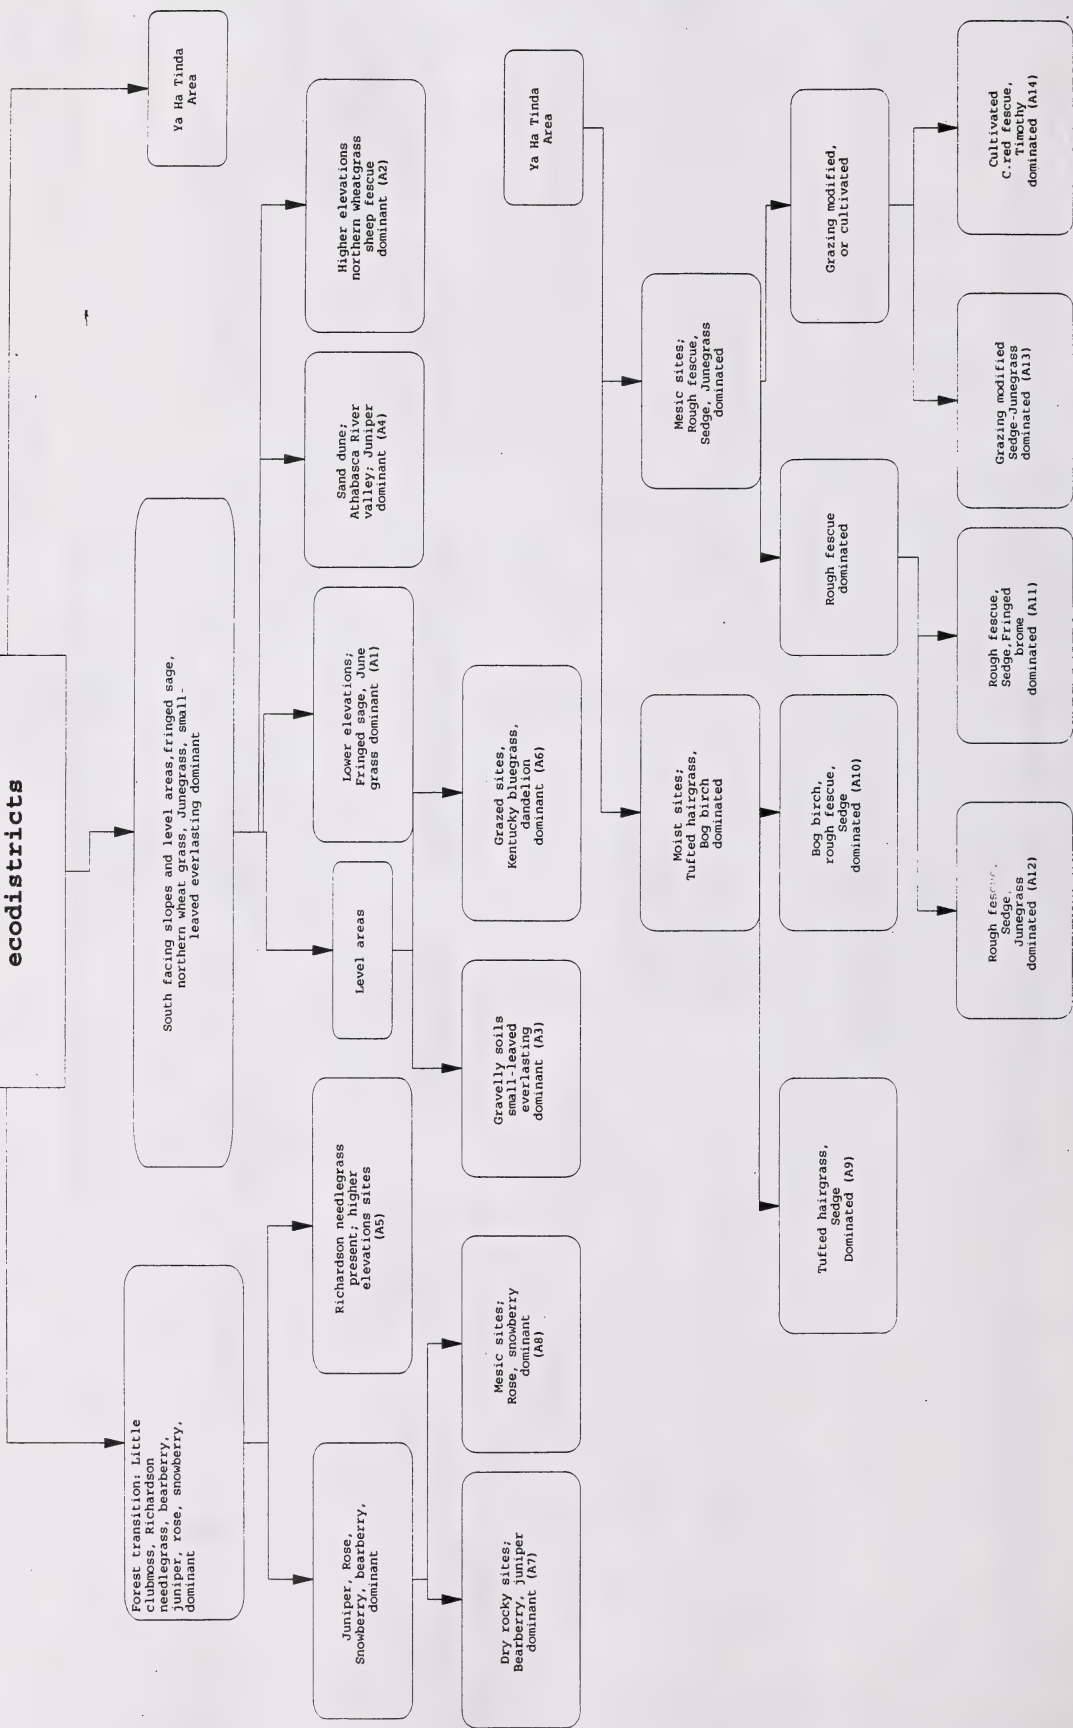 ecodistricts
Forest transition: Little
clubmoss, Richardson
needlegrass, bearberry,
juniper, rose, snowberry,
dominant
South facing slopes and level areas,fringed sage,
northern wheat grass, Junegrass, small-
leaved everlasting dominant
Ya Ha Tinda
Area
Juniper, Rose,
Snowberry, bearberry,
dominant
Richardson needlegrass
present; higher
elevations sites
(A5)
Level areas
Lower elevations;
Fringed sage, June
grass dominant (A1)
Sand dune;
Athabasca River
valley; Juniper
dominant (A4)
Higher elevations
northern wheatgrass
sheep fescue
dominant (A2)
Dry rocky sites;
Bearberry, juniper
dominant (A7)
Mesic sites;
Rose, snowberry
dominant
(A8)
Gravelly soils
small-leaved
everlasting
dominant (A3)
Grazed sites,
Kentucky bluegrass,
dandelion
dominant (A6)
Ya Ha Tinda
Area
Moist sites;
Tufted hairgrass,
Bog birch
dominated
Mesic sites;
Rough fescue,
Sedge, Junegrass
dominated
Tufted hairgrass,
Sedge
Dominated (A9)
Bog birch,
rough fescue,
Sedge
dominated (A10)
Rough fescue
dominated
Grazing modified,
or cultivated
Rough fescue,
Sedge,
Junegrass
dominated (A12)
Rough fescue,
Sedge,Fringed
brome
dominated (A11)
Grazing modified
Sedge-Junegrass
dominated (A13)
Cultivated
C.red fescue,
Timothy
dominated (A14)